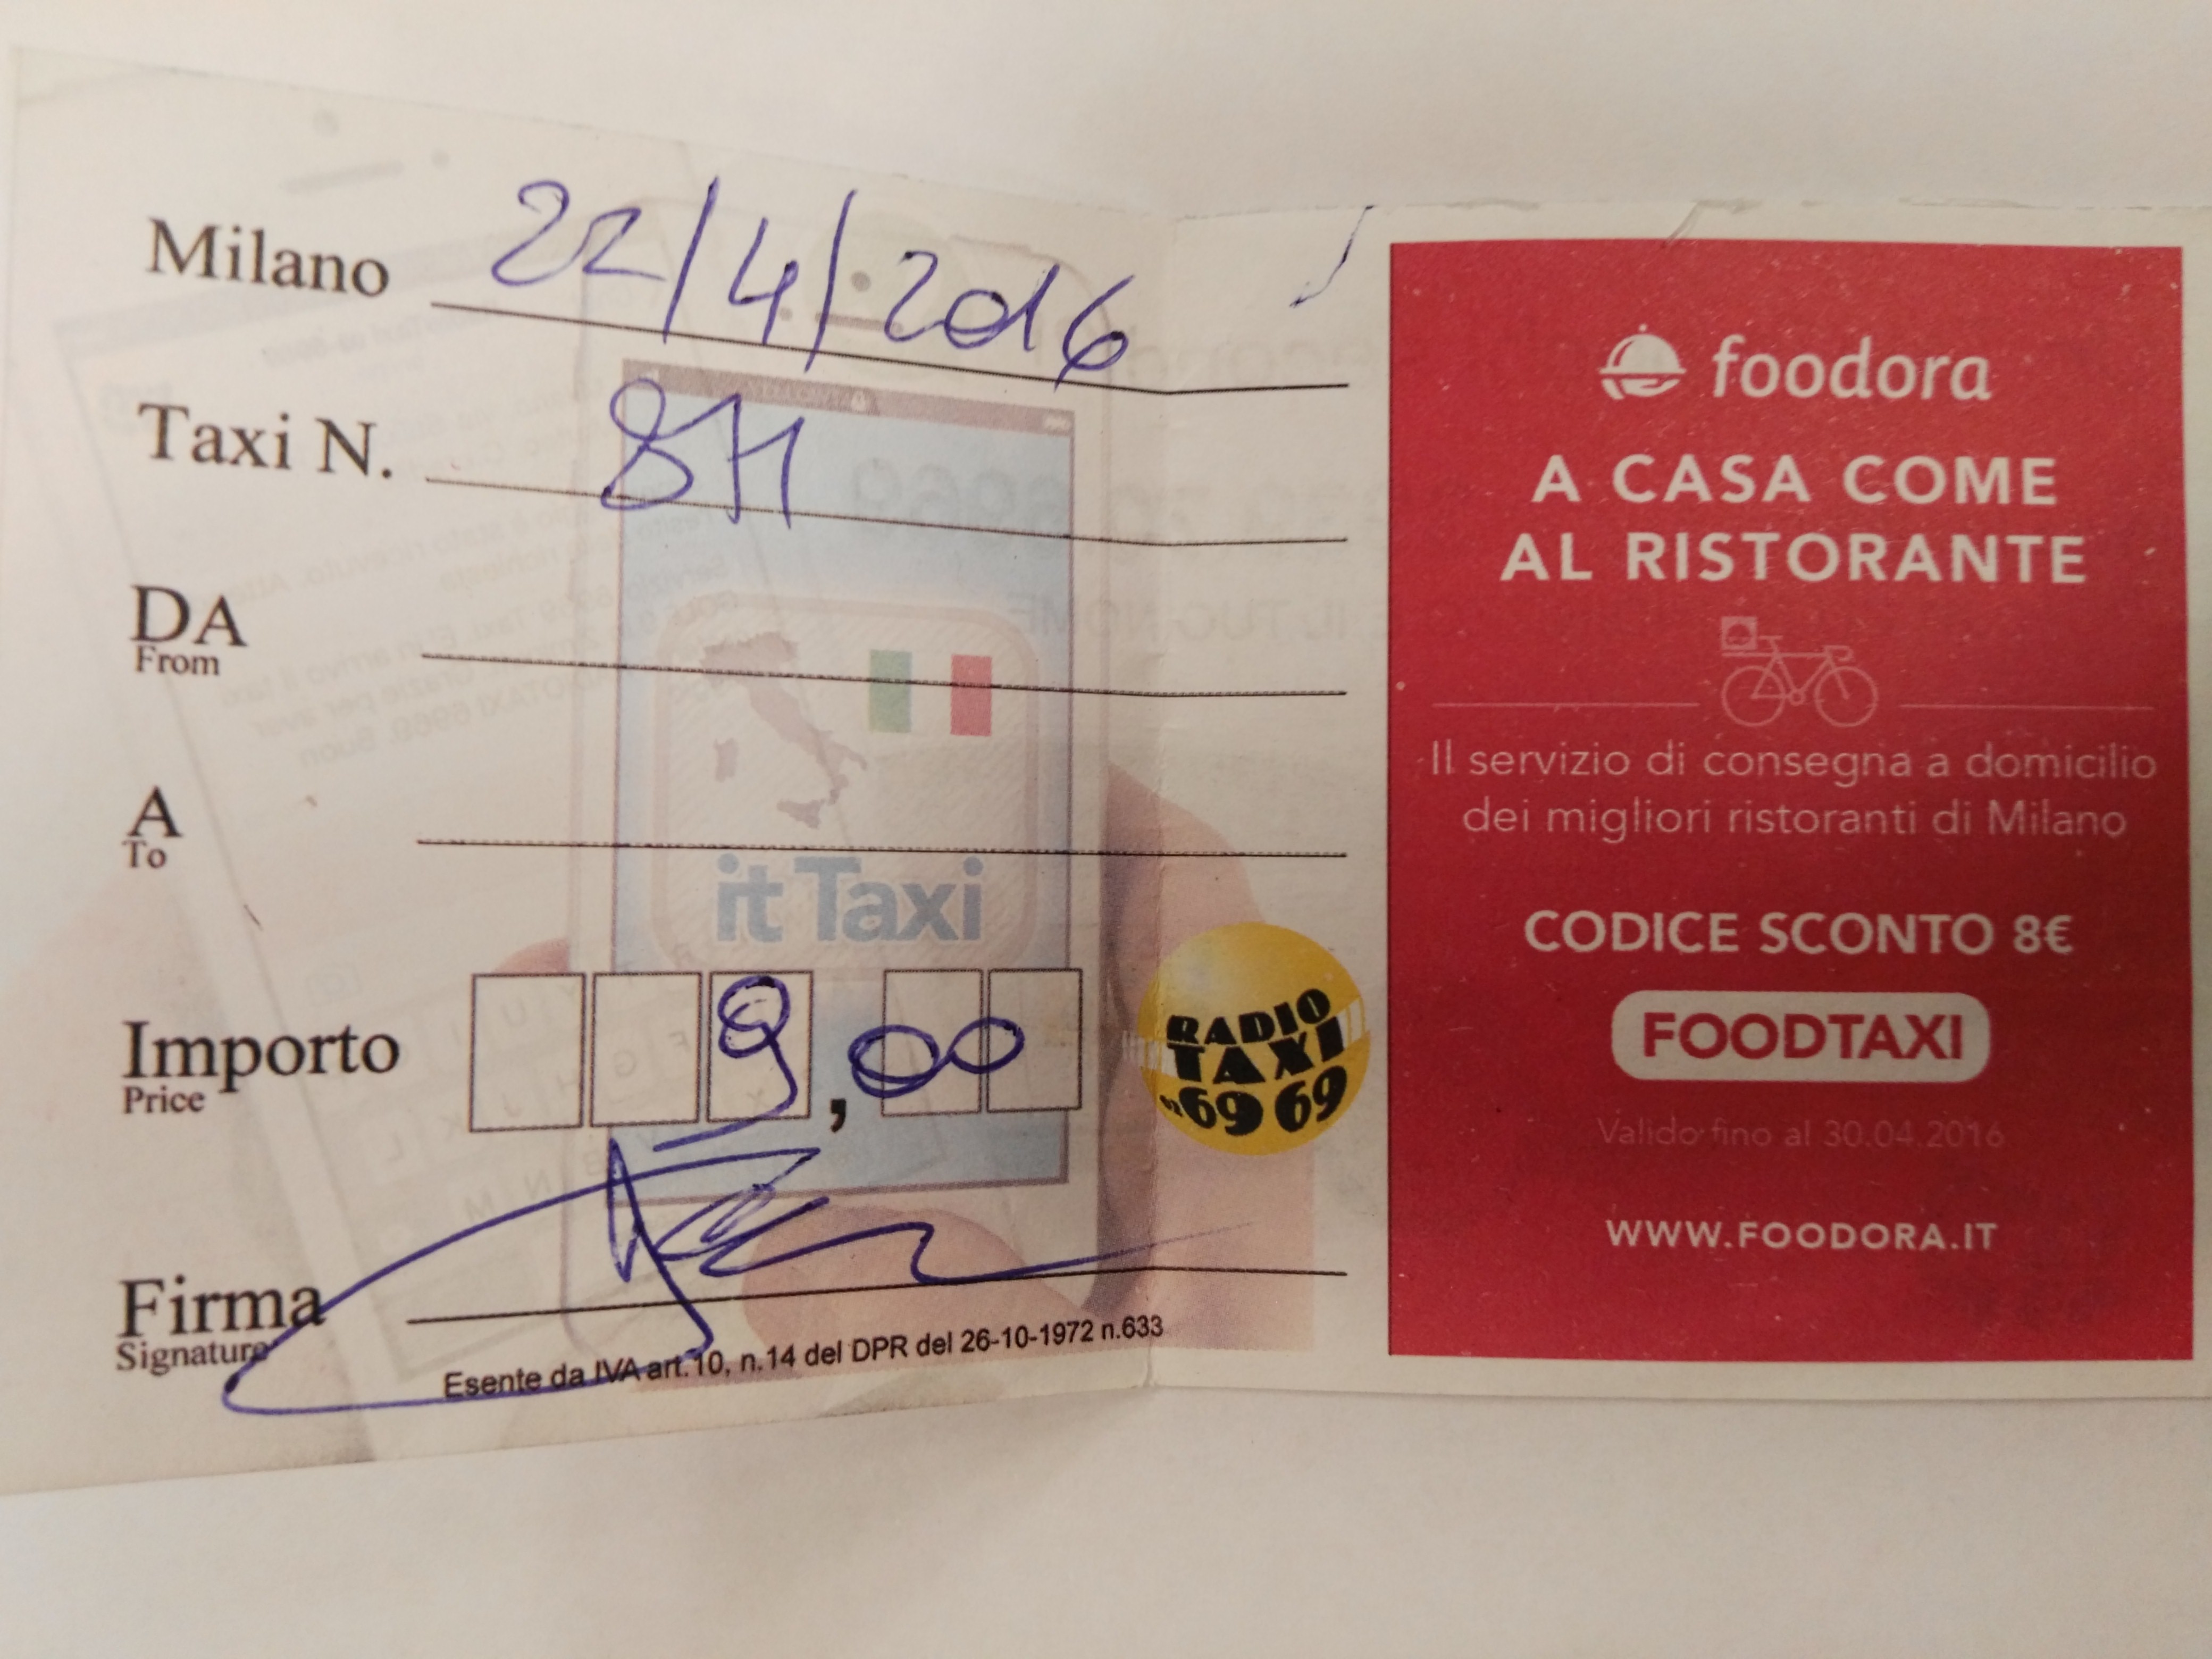 Milano 22/4/2016
Taxi N.
DA
From
A
To
it Taxi
Importo 9,00
Price
Firma
Signature
Esente da IVA art.10, n.14 del DPR del 26-10-1972 n.633
RADIO
TAXI
02 69 69
foodora
A CASA COME
AL RISTORANTE
Il servizio di consegna a domicilio
dei migliori ristoranti di Milano
CODICE SCONTO 8€
FOODTAXI
Valido fino al 30.04.2016
WWW.FOODORA.IT